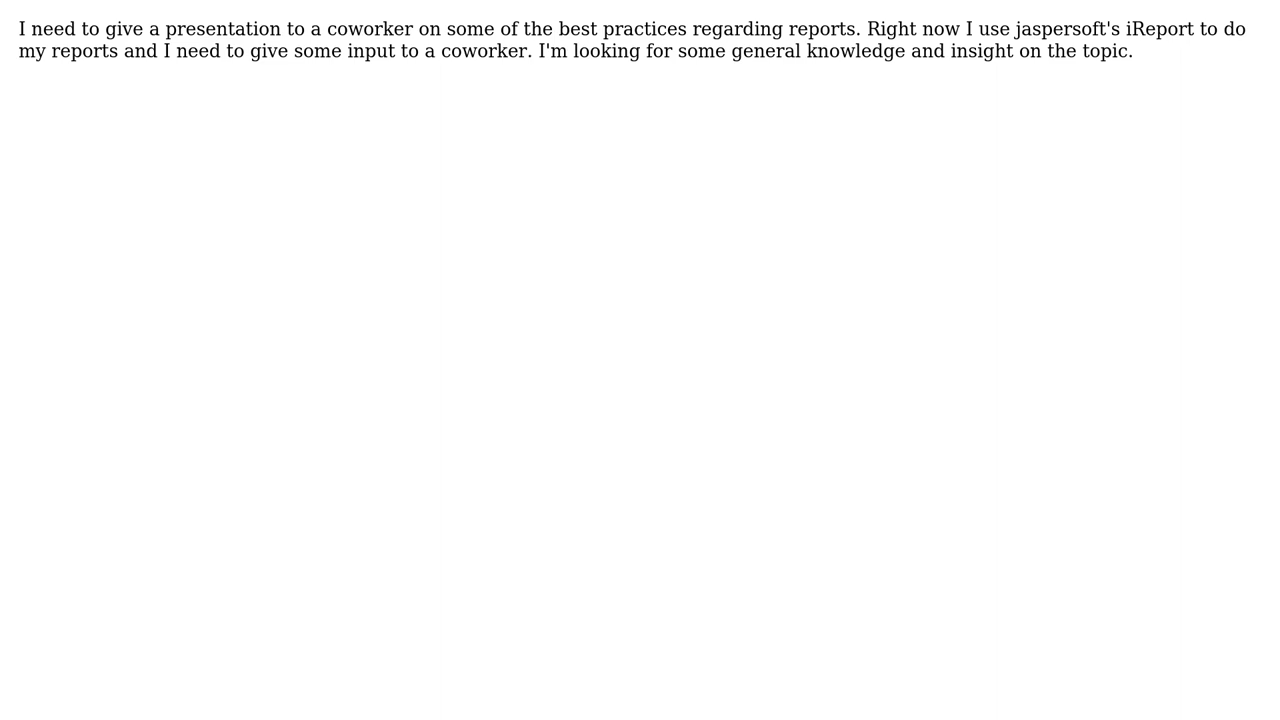 I need to give a presentation to a coworker on some of the best practices regarding reports. Right now I use jaspersoft's iReport to do
my reports and I need to give some input to a coworker. I'm looking for some general knowledge and insight on the topic.